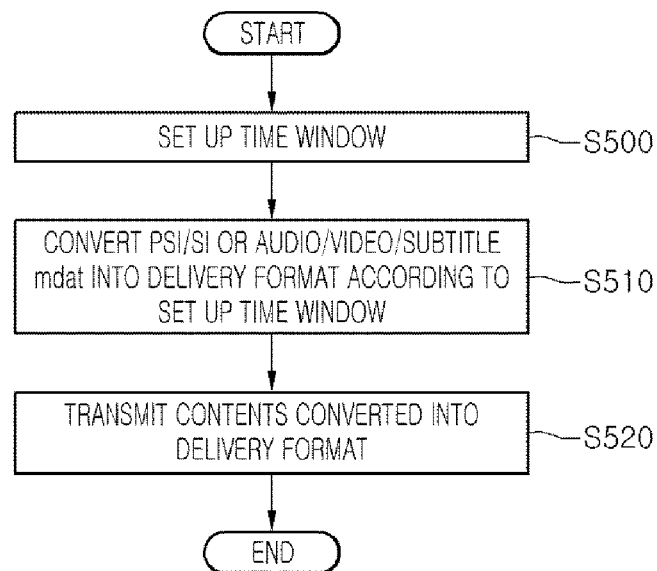 START
SET UP TIME WINDOW
S500
CONVERT PSI/SI OR AUDIO/VIDEO/SUBTITLE
mdat INTO DELIVERY FORMAT ACCORDING TO
SET UP TIME WINDOW
S510
TRANSMIT CONTENTS CONVERTED INTO
DELIVERY FORMAT
S520
END